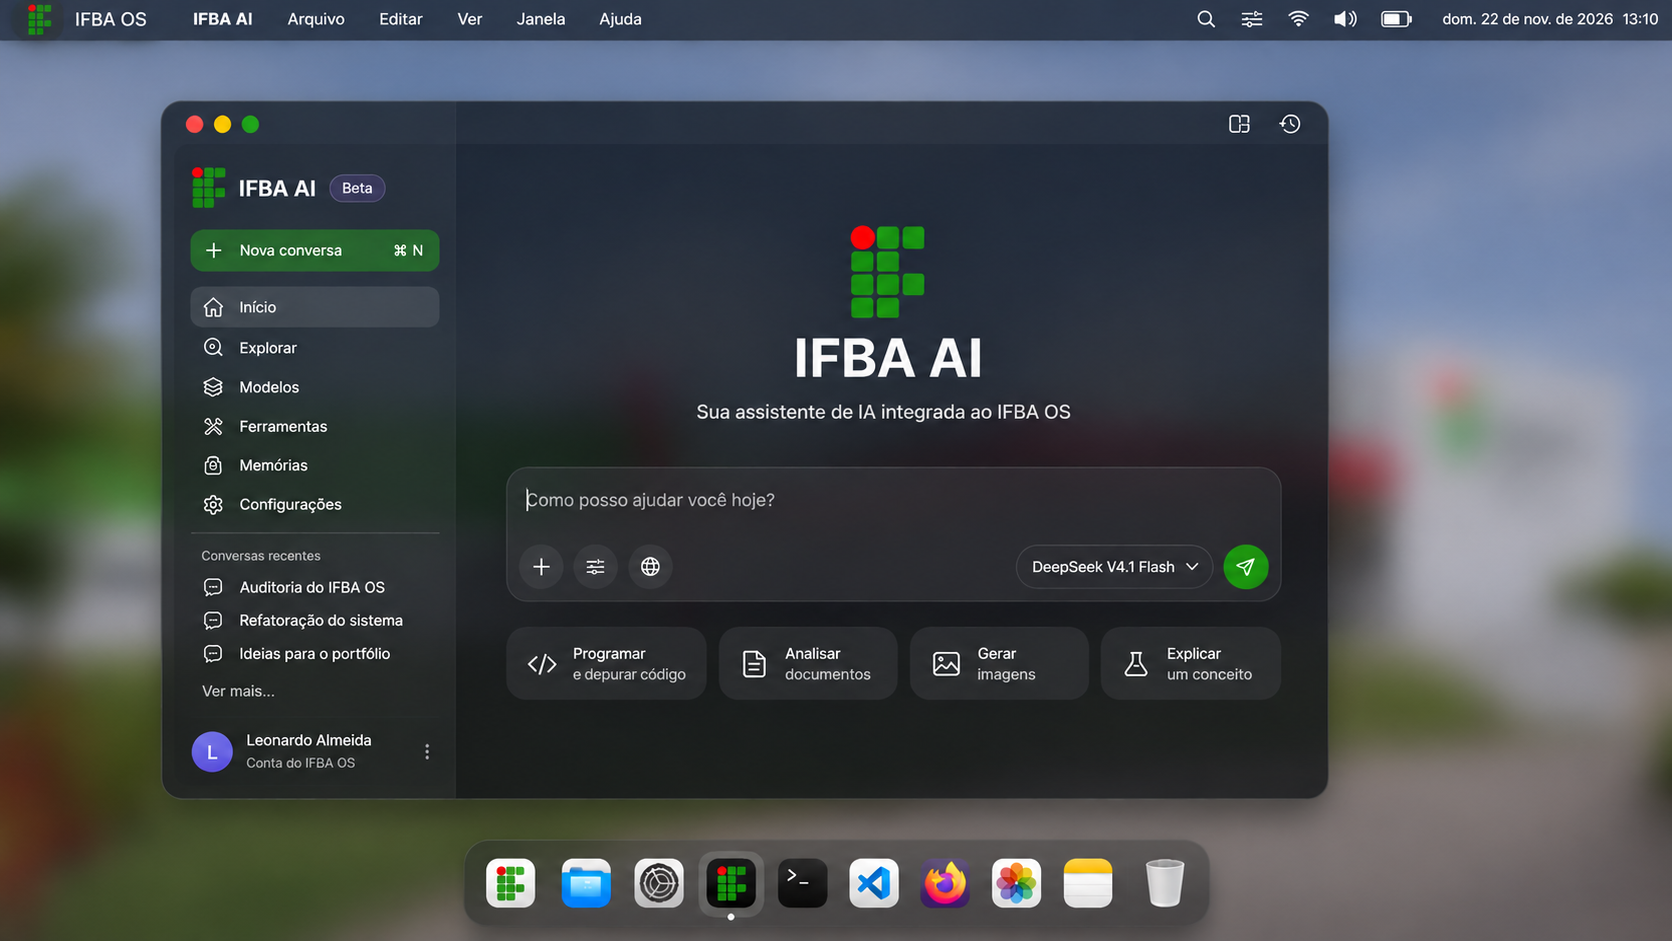 IFBA OS
IFBA AI
Arquivo
Editar
Ver
Janela
Ajuda
dom. 22 de nov. de 2026 13:10
IFBA AI
Beta
Nova conversa
⌘ N
Início
Explorar
Modelos
Ferramentas
Memórias
Configurações
Conversas recentes
Auditoria do IFBA OS
Refatoração do sistema
Ideias para o portfólio
Ver mais...
L
Leonardo Almeida
Conta do IFBA OS
IFBA AI
Sua assistente de IA integrada ao IFBA OS
Como posso ajudar você hoje?
DeepSeek V4.1 Flash
Programar
e depurar código
Analisar
documentos
Gerar
imagens
Explicar
um conceito